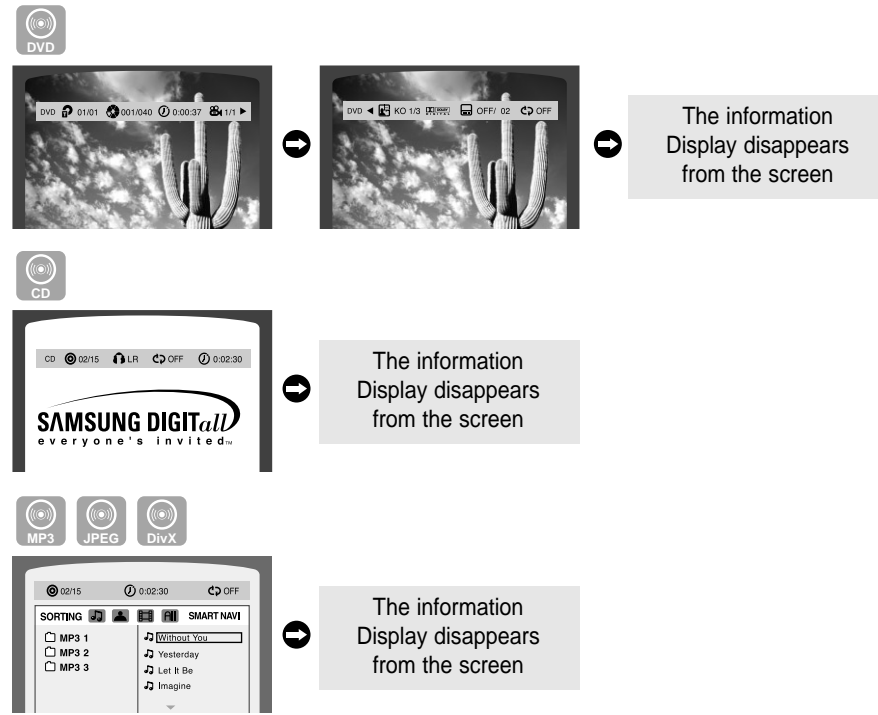 DVD
DVD 01/01 001/040 0:00:37 1/1
DVD KO 1/3 DOLBY DIGITAL OFF/ 02 OFF
The information
Display disappears
from the screen
CD
CD 02/15 LR OFF 0:02:30
SAMSUNG DIGITall
everyone's invited TM
The information
Display disappears
from the screen
MP3 JPEG DivX
02/15 0:02:30 OFF
SORTING All SMART NAVI
MP3 1
MP3 2
MP3 3
Without You
Yesterday
Let It Be
Imagine
The information
Display disappears
from the screen